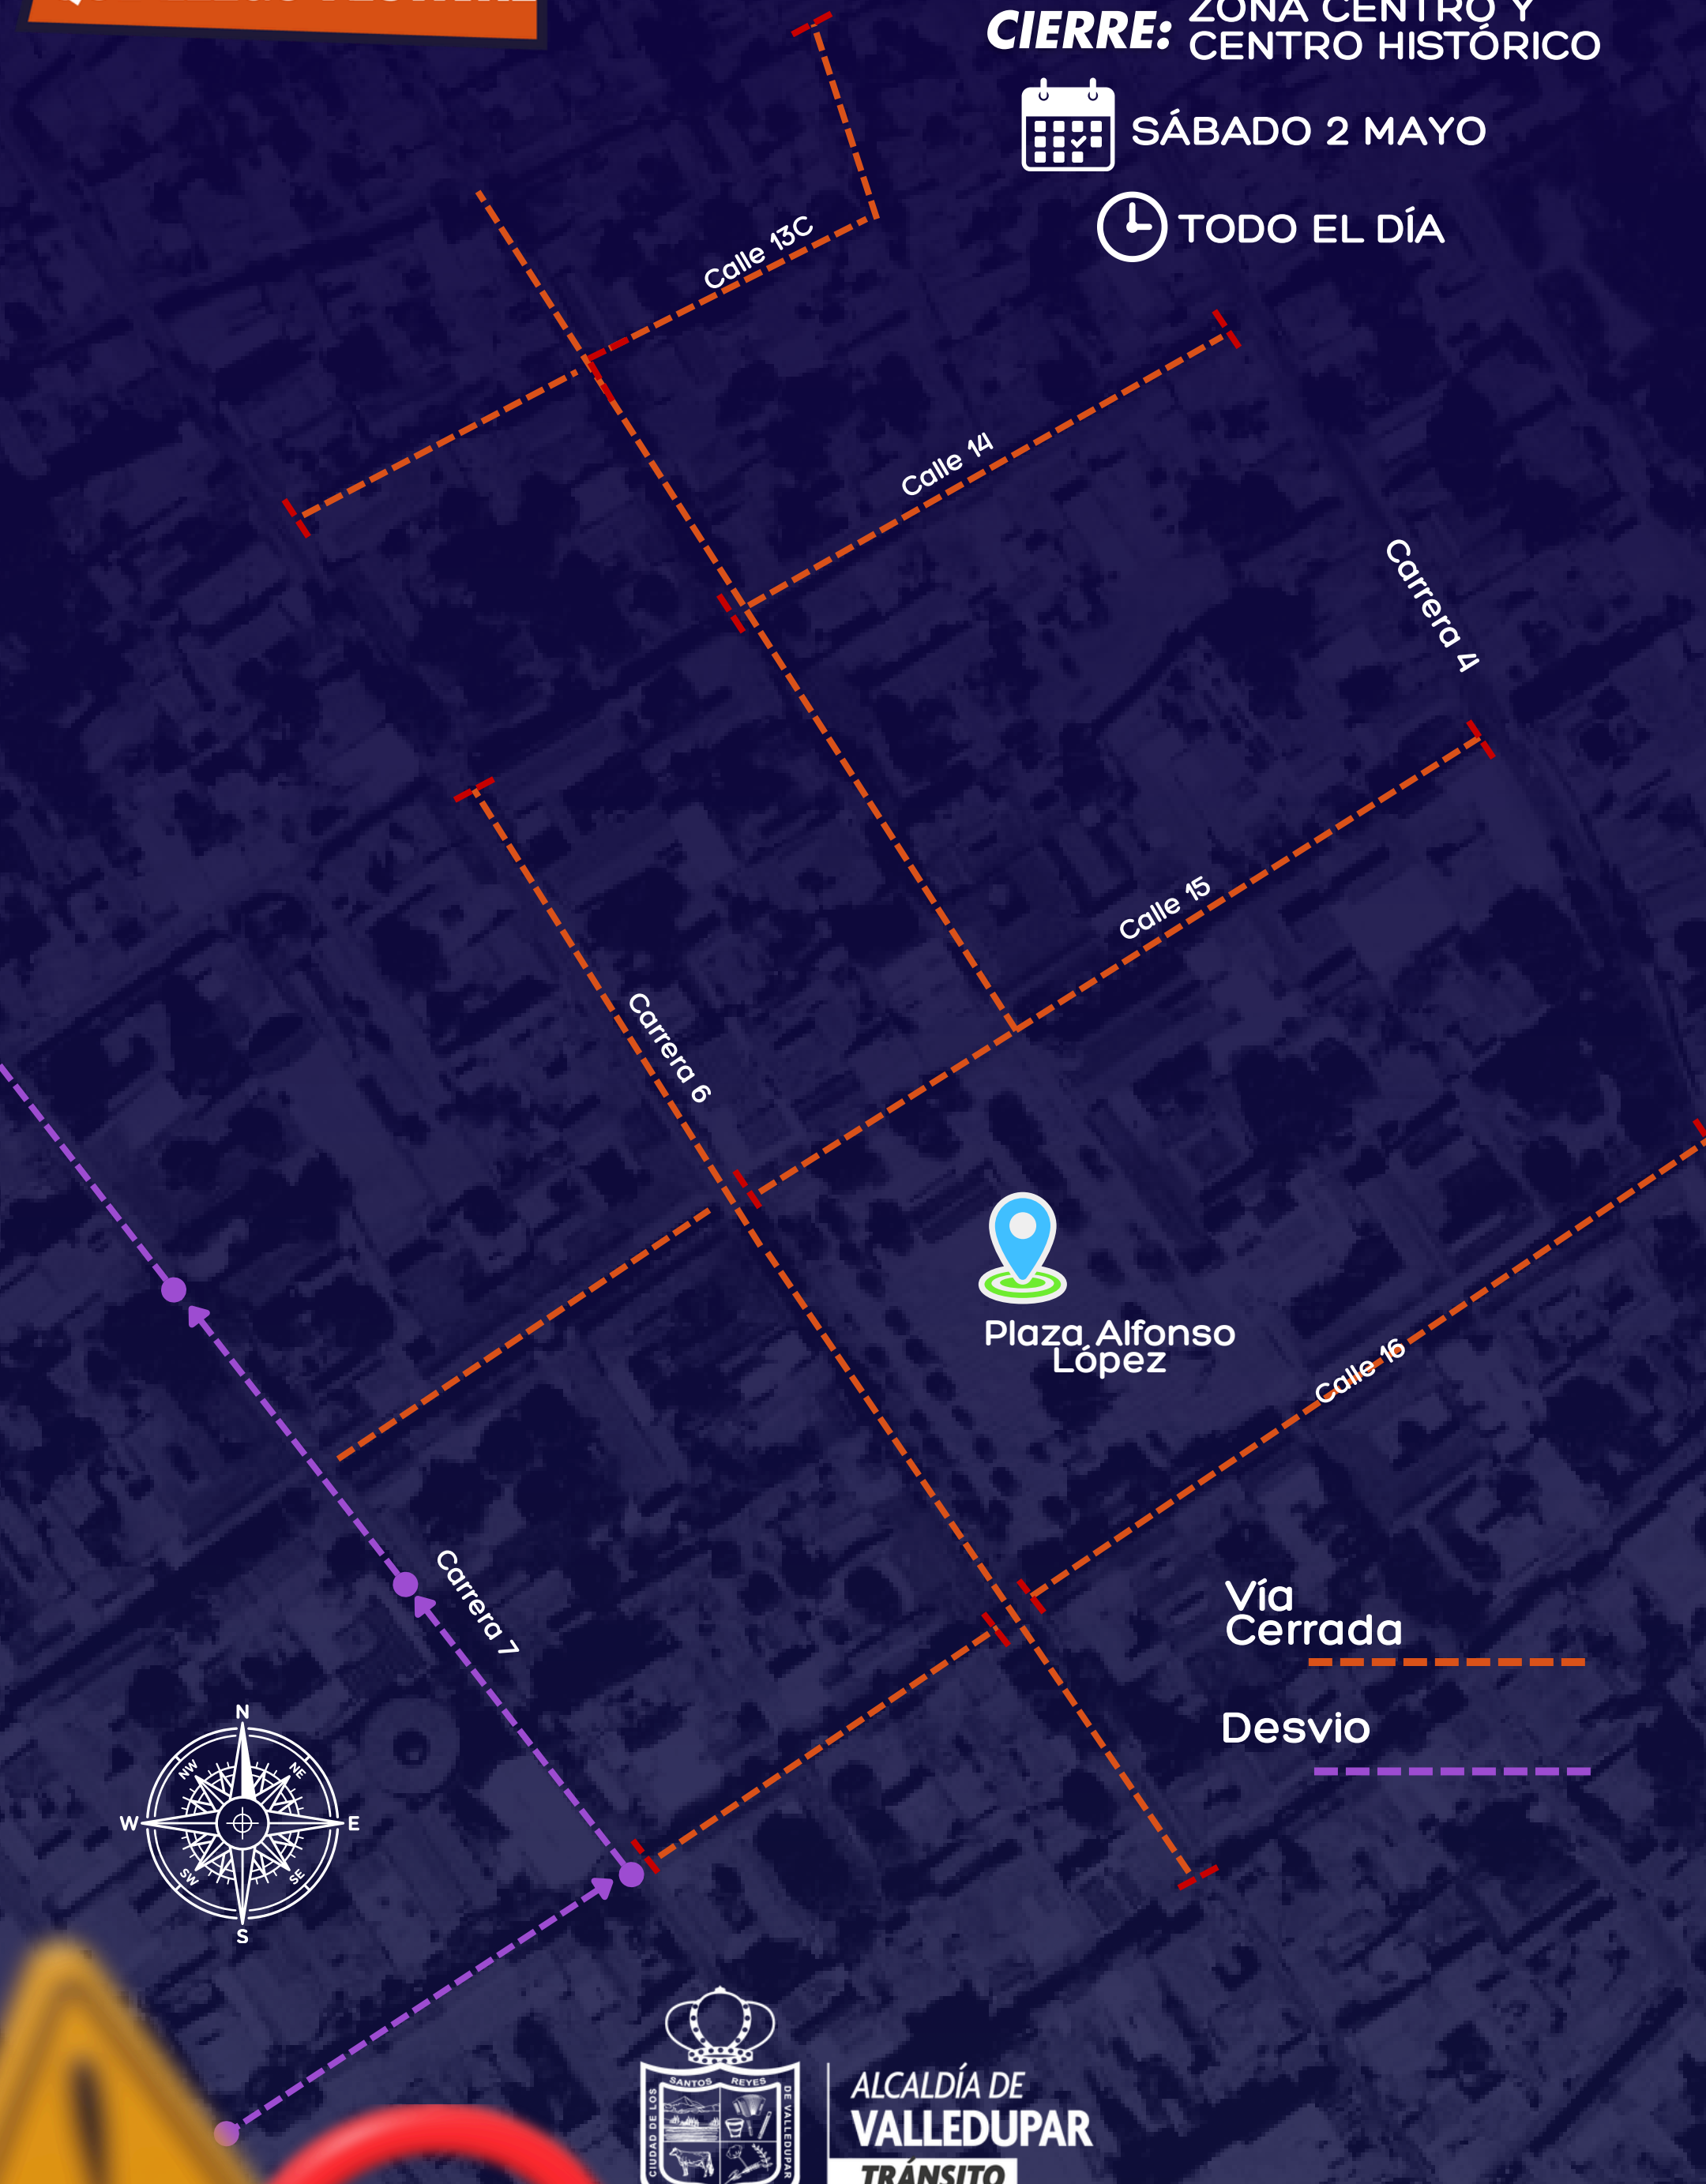 CIERRE:
ZONA CENTRO Y
CENTRO HISTÓRICO
SÁBADO 2 MAYO
TODO EL DÍA
Calle 13C
Calle 14
Carrera 4
Calle 15
Carrera 6
Plaza Alfonso
López
Calle 16
Carrera 7
Vía
Cerrada
Desvio
N
NW
NE
W
E
SW
SE
S
SANTOS REYES
CIUDAD DE LOS
DE VALLEDUPAR
ALCALDÍA DE
VALLEDUPAR
TRÁNSITO